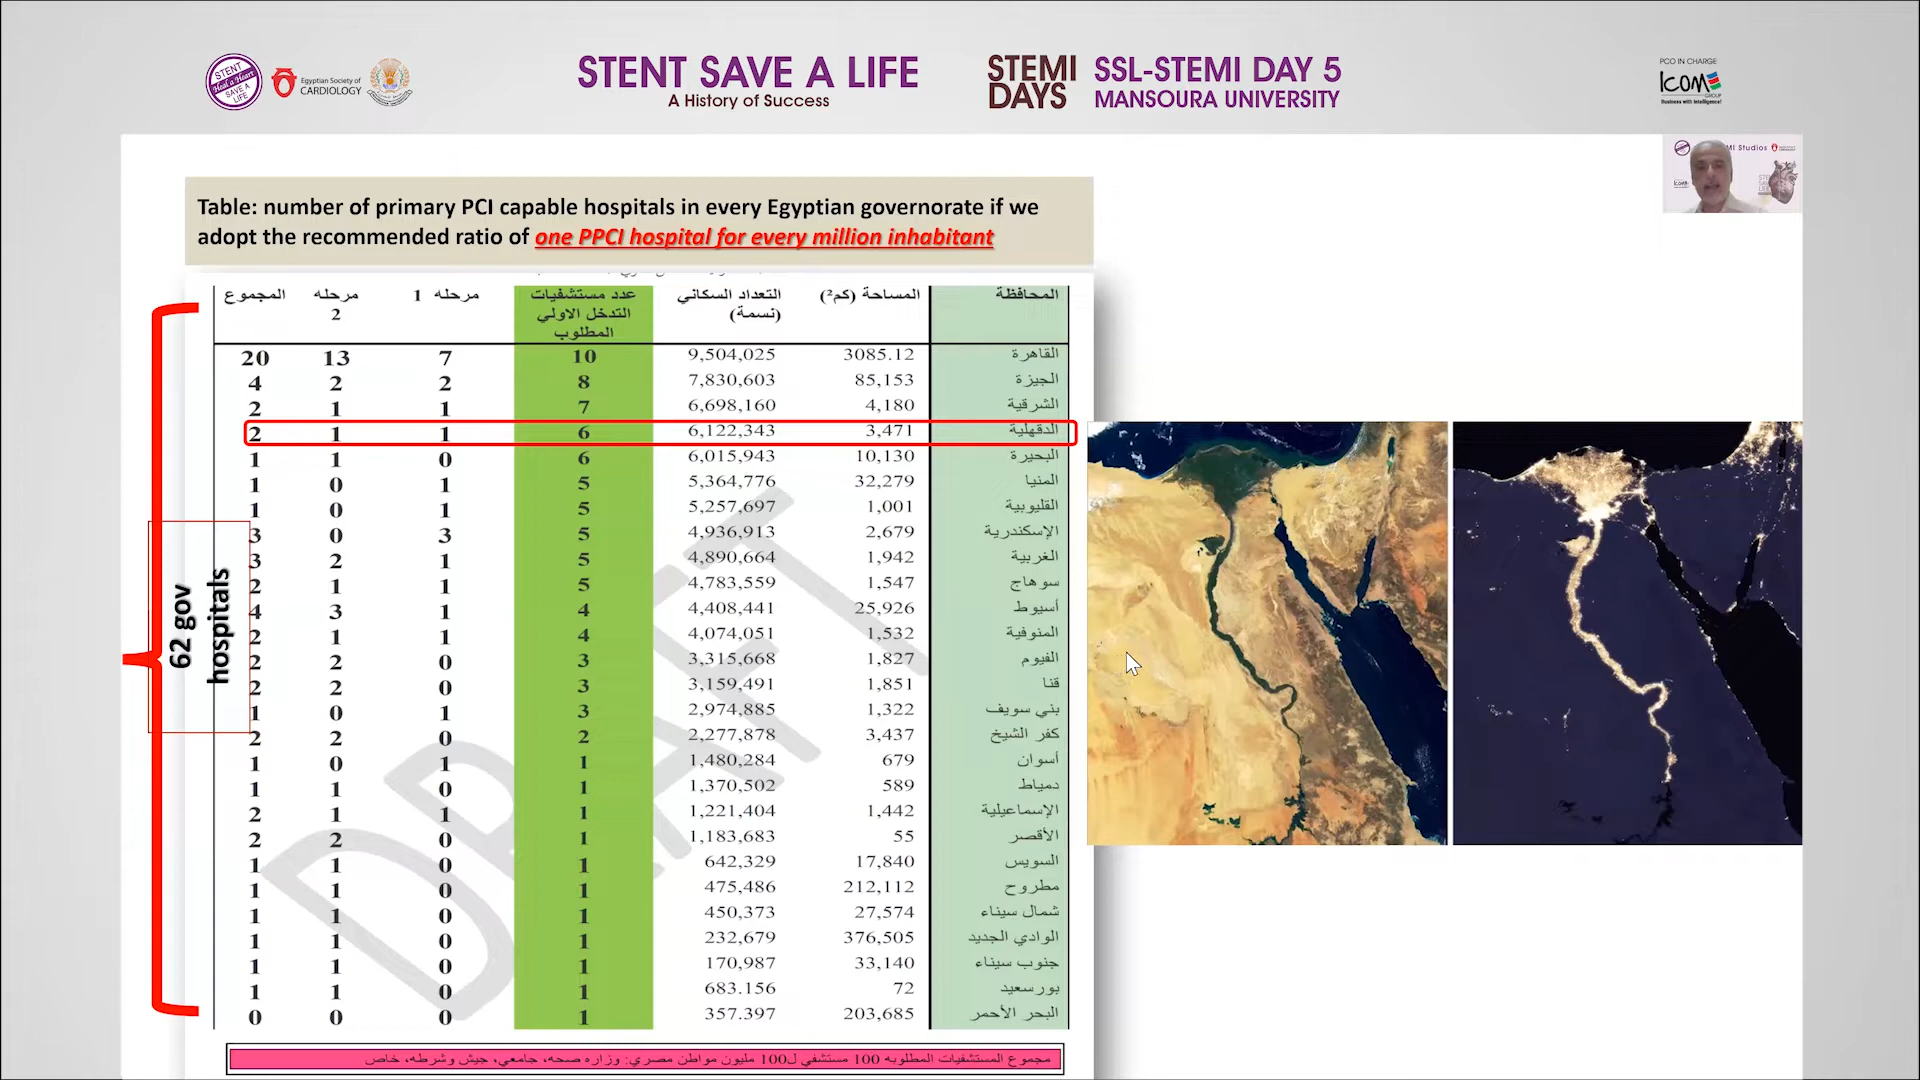 STENT
Heal a Heart
SAVE A
LIFE
Egyptian Society of
CARDIOLOGY
STENT SAVE A LIFE
A History of Success
STEMI
DAYS
SSL-STEMI DAY 5
MANSOURA UNIVERSITY
PCO IN CHARGE
ICOM
GROUP
Business with Intelligence!
MI Studios
Table: number of primary PCI capable hospitals in every Egyptian governorate if we
adopt the recommended ratio of one PPCI hospital for every million inhabitant
المحافظة المساحة (كم²) التعداد السكاني (نسمة) عدد مستشفيات التدخل الاولي المطلوب مرحله 1 مرحله 2 المجموع
القاهرة 3085.12 9,504,025 10 7 13 20
الجيزة 85,153 7,830,603 8 2 2 4
الشرقية 4,180 6,698,160 7 1 1 2
الدقهلية 3,471 6,122,343 6 1 1 2
البحيرة 10,130 6,015,943 6 0 1 1
المنيا 32,279 5,364,776 5 1 0 1
القليوبية 1,001 5,257,697 5 1 0 1
الإسكندرية 2,679 4,936,913 5 3 0 3
الغربية 1,942 4,890,664 5 1 2 3
سوهاج 1,547 4,783,559 5 1 1 2
أسيوط 25,926 4,408,441 4 1 3 4
المنوفية 1,532 4,074,051 4 1 1 2
الفيوم 1,827 3,315,668 3 0 2 2
قنا 1,851 3,159,491 3 0 2 2
بني سويف 1,322 2,974,885 3 1 0 1
كفر الشيخ 3,437 2,277,878 2 0 2 2
أسوان 679 1,480,284 1 1 0 1
دمياط 589 1,370,502 1 0 1 1
الإسماعيلية 1,442 1,221,404 1 1 1 2
الأقصر 55 1,183,683 1 0 2 2
السويس 17,840 642,329 1 0 1 1
مطروح 212,112 475,486 1 0 1 1
شمال سيناء 27,574 450,373 1 0 1 1
الوادي الجديد 376,505 232,679 1 0 1 1
جنوب سيناء 33,140 170,987 1 0 1 1
بورسعيد 72 683.156 1 0 1 1
البحر الأحمر 203,685 357.397 1 0 0 0
DRAFT
62 gov
hospitals
مجموع المستشفيات المطلوبه 100 مستشفي ل100 مليون مواطن مصري: وزاره صحه، جامعي، جيش وشرطه، خاص